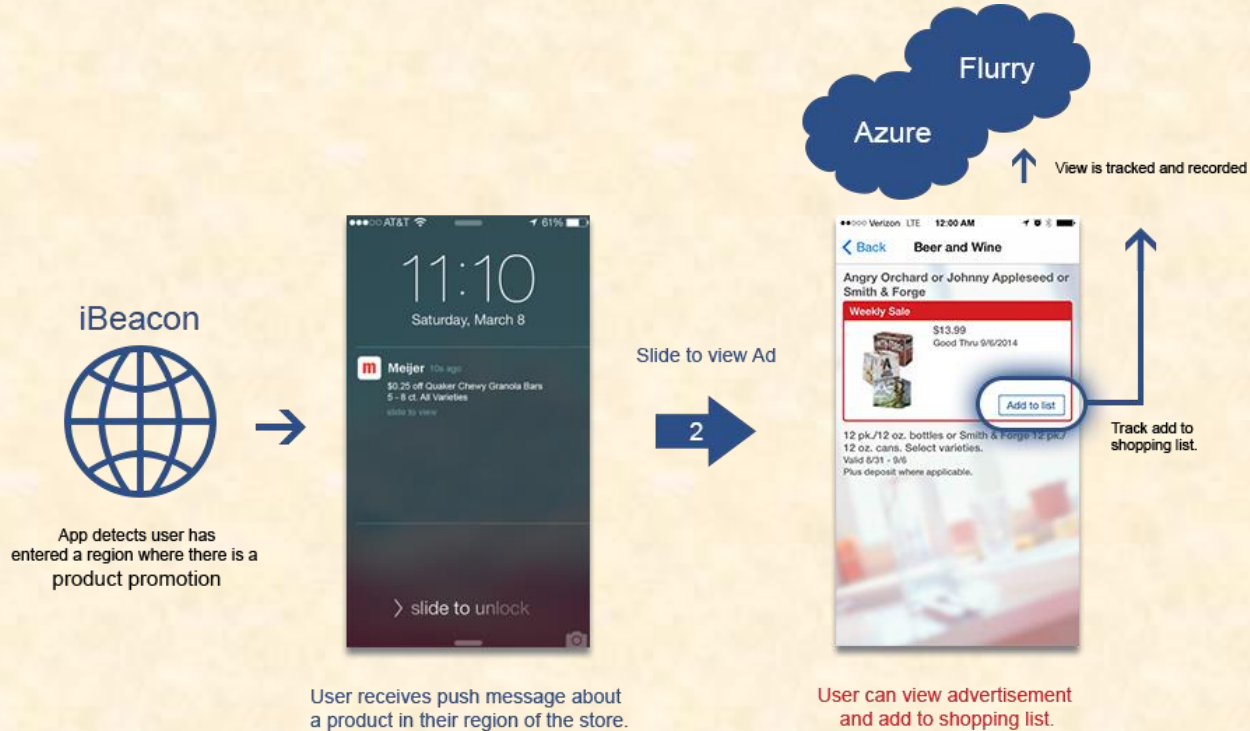 Flurry
Azure
View is tracked and recorded
iBeacon
App detects user has
entered a region where there is a
product promotion
AT&T 61%
11:10
Saturday, March 8
m Meijer 10s ago
$0.25 off Quaker Chewy Granola Bars
5 - 8 ct. All Varieties
slide to view
> slide to unlock
User receives push message about
a product in their region of the store.
Slide to view Ad
2
Verizon LTE 12:00 AM
Back Beer and Wine
Angry Orchard or Johnny Appleseed or
Smith & Forge
Weekly Sale
$13.99
Good Thru 9/6/2014
Add to list
12 pk./12 oz. bottles or Smith & Forge 12 pk./
12 oz. cans. Select varieties.
Valid 8/31 - 9/6
Plus deposit where applicable.
Track add to
shopping list.
User can view advertisement
and add to shopping list.